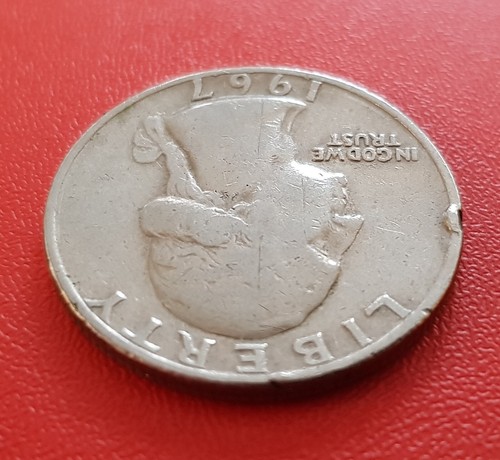 LIBERTY
IN GOD WE
TRUST
1967